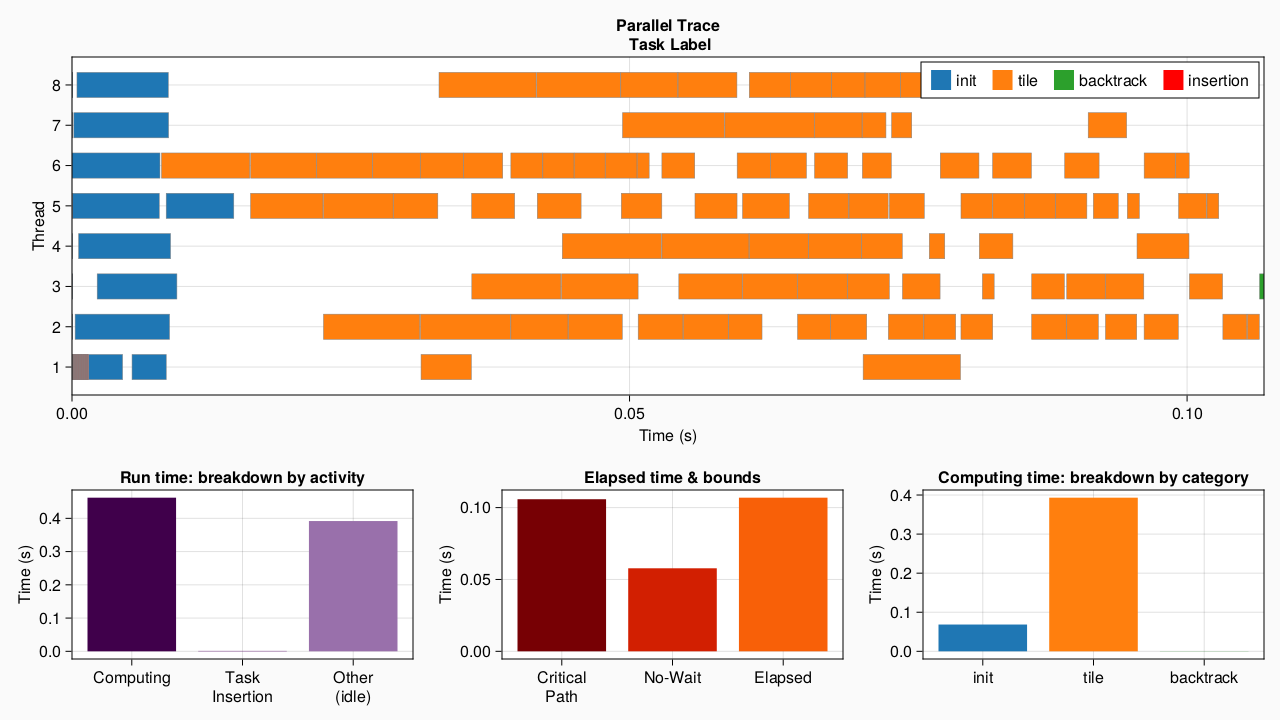 Parallel Trace
Task Label
init tile backtrack insertion
8
7
6
5
4
3
2
1
Thread
0.00 0.05 0.10
Time (s)
Run time: breakdown by activity
0.4
0.3
0.2
0.1
0.0
Time (s)
Computing Task Insertion Other (idle)
Elapsed time & bounds
0.10
0.05
0.00
Time (s)
Critical Path No-Wait Elapsed
Computing time: breakdown by category
0.4
0.3
0.2
0.1
0.0
Time (s)
init tile backtrack